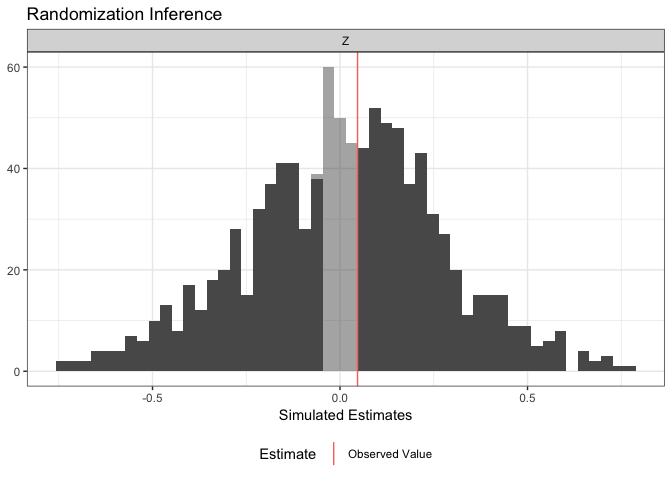 Randomization Inference
Z
60
40
20
0
-0.5
0.0
0.5
Simulated Estimates
Estimate
Observed Value